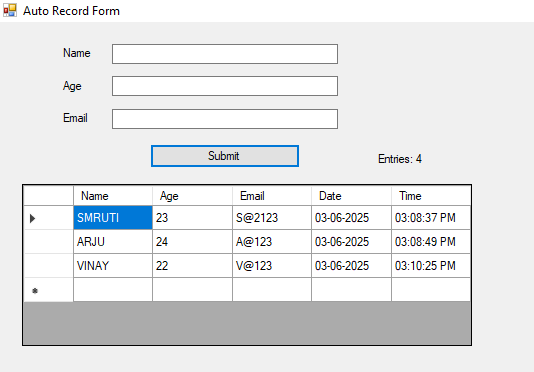 Auto Record Form
Name
Age
Email
Submit
Entries: 4
Name Age Email Date Time
SMRUTI 23 S@2123 03-06-2025 03:08:37 PM
ARJU 24 A@123 03-06-2025 03:08:49 PM
VINAY 22 V@123 03-06-2025 03:10:25 PM